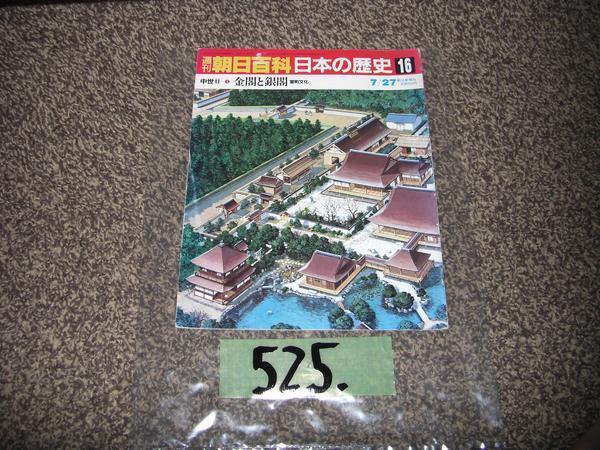 週刊 朝日百科 日本の歴史 16
中世II 金閣と銀閣 室町文化 7/27
525.